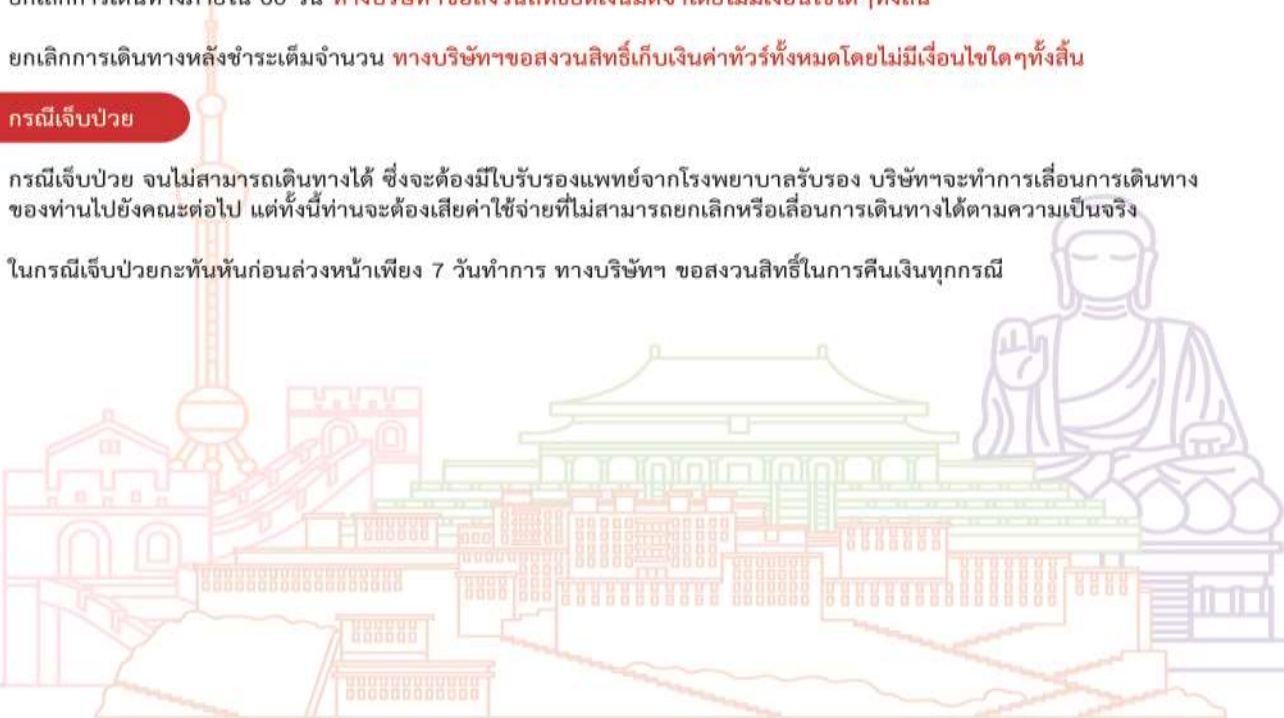 ยกเลิกการเดินทางหลังชำระเต็มจำนวน ทางบริษัทฯขอสงวนสิทธิ์เก็บเงินค่าทัวร์ทั้งหมดโดยไม่มีเงื่อนไขใดๆทั้งสิ้น
กรณีเจ็บป่วย
กรณีเจ็บป่วย จนไม่สามารถเดินทางได้ ซึ่งจะต้องมีใบรับรองแพทย์จากโรงพยาบาลรับรอง บริษัทฯจะทำการเลื่อนการเดินทาง
ของท่านไปยังคณะต่อไป แต่ทั้งนี้ท่านจะต้องเสียค่าใช้จ่ายที่ไม่สามารถยกเลิกหรือเลื่อนการเดินทางได้ตามความเป็นจริง
ในกรณีเจ็บป่วยกะทันหันก่อนล่วงหน้าเพียง 7 วันทำการ ทางบริษัทฯ ขอสงวนสิทธิ์ในการคืนเงินทุกกรณี